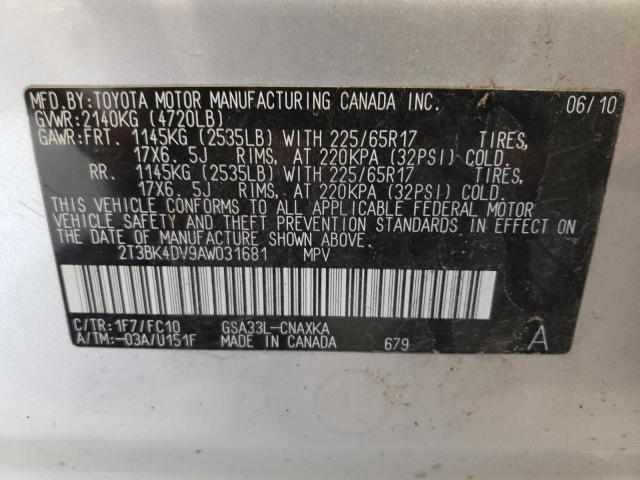 MFD.BY:TOYOTA MOTOR MANUFACTURING CANADA INC. 06/10
GVWR:2140KG (4720LB)
GAWR:FRT. 1145KG (2535LB) WITH 225/65R17 TIRES,
17X6.5J RIMS, AT 220KPA (32PSI) COLD.
RR. 1145KG (2535LB) WITH 225/65R17 TIRES,
17X6.5J RIMS, AT 220KPA (32PSI) COLD.
THIS VEHICLE CONFORMS TO ALL APPLICABLE FEDERAL MOTOR
VEHICLE SAFETY AND THEFT PREVENTION STANDARDS IN EFFECT ON
THE DATE OF MANUFACTURE SHOWN ABOVE.
2T3BK4DV9AW031681 MPV
C/TR:1F7/FC10 GSA33L-CNAXKA
A/TM:-03A/U151F MADE IN CANADA 679 A